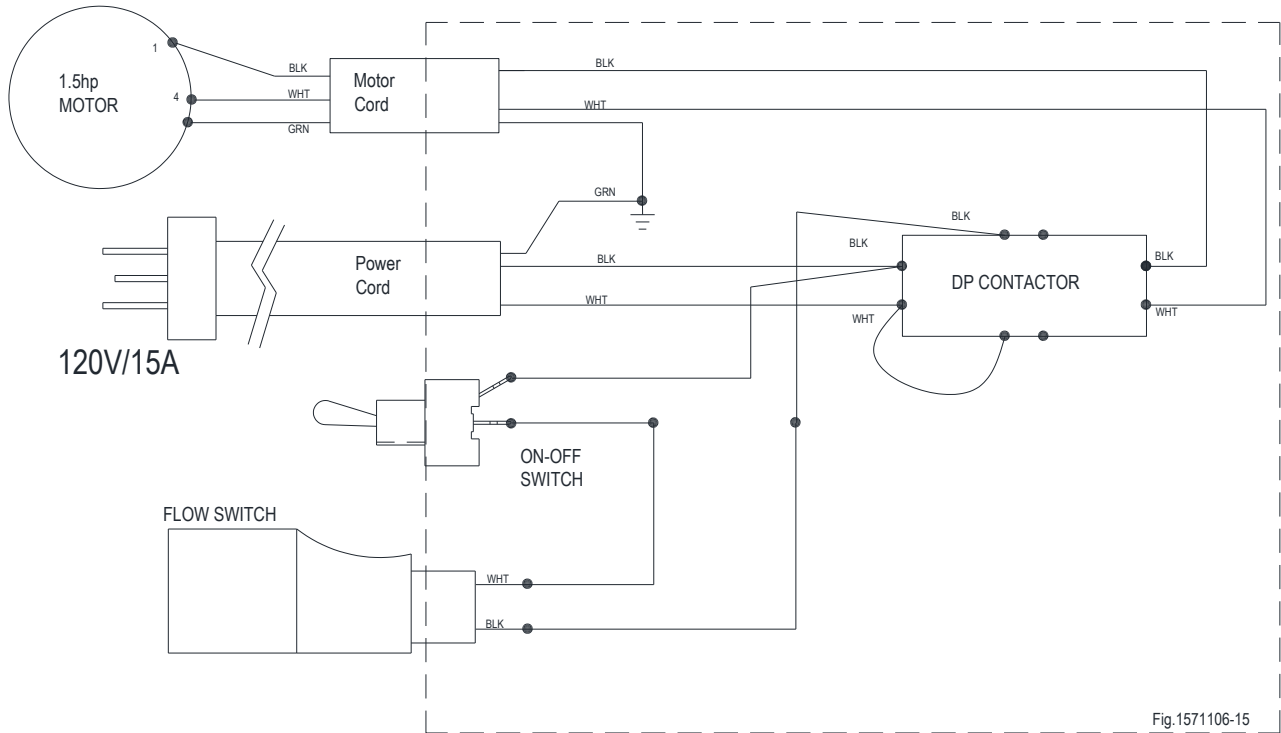 1.5hp
MOTOR
1
4
BLK
WHT
GRN
Motor
Cord
BLK
WHT
GRN
120V/15A
Power
Cord
BLK
WHT
BLK
BLK
WHT
DP CONTACTOR
BLK
WHT
ON-OFF
SWITCH
FLOW SWITCH
WHT
BLK
Fig.1571106-15